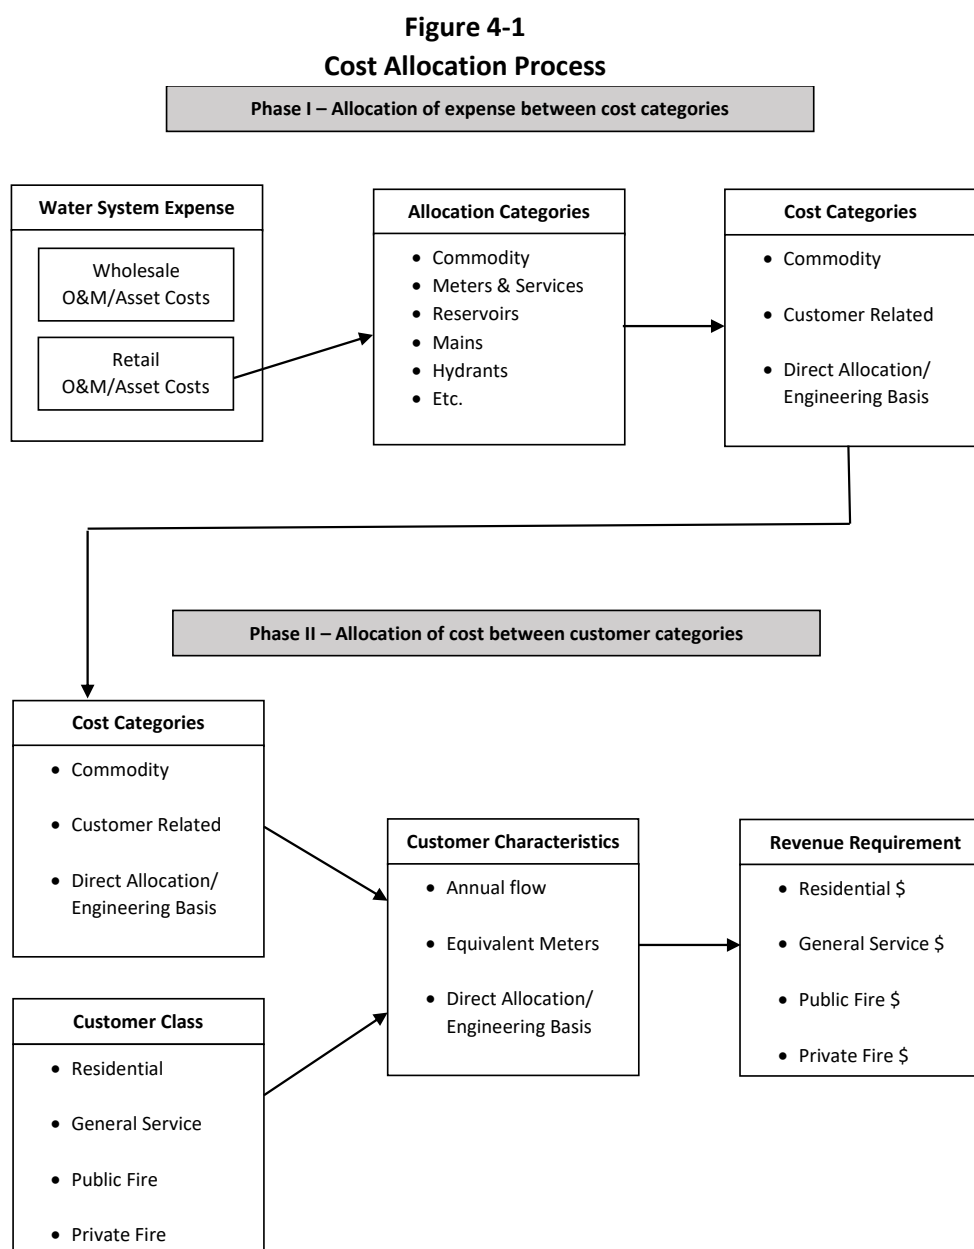 Figure 4-1
Cost Allocation Process
Phase I – Allocation of expense between cost categories
Water System Expense
Wholesale
O&M/Asset Costs
Retail
O&M/Asset Costs
Allocation Categories
• Commodity
• Meters & Services
• Reservoirs
• Mains
• Hydrants
• Etc.
Cost Categories
• Commodity
• Customer Related
• Direct Allocation/
Engineering Basis
Phase II – Allocation of cost between customer categories
Cost Categories
• Commodity
• Customer Related
• Direct Allocation/
Engineering Basis
Customer Class
• Residential
• General Service
• Public Fire
• Private Fire
Customer Characteristics
• Annual flow
• Equivalent Meters
• Direct Allocation/
Engineering Basis
Revenue Requirement
• Residential $
• General Service $
• Public Fire $
• Private Fire $